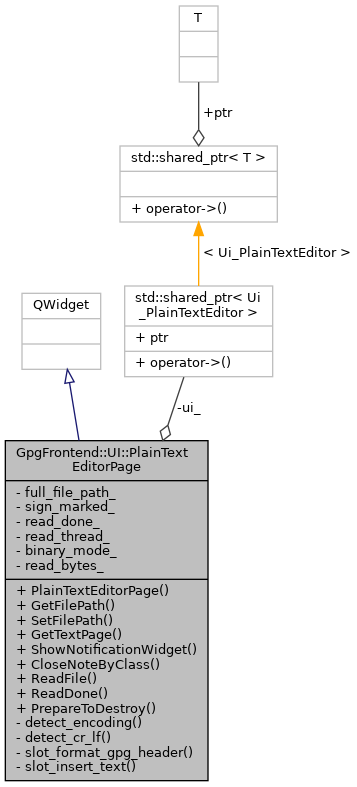 T
+ptr
std::shared_ptr< T >
+ operator->()
< Ui_PlainTextEditor >
std::shared_ptr< Ui
_PlainTextEditor >
+ ptr
+ operator->()
QWidget
-ui_
GpgFrontend::UI::PlainText
EditorPage
- full_file_path_
- sign_marked_
- read_done_
- read_thread_
- binary_mode_
- read_bytes_
+ PlainTextEditorPage()
+ GetFilePath()
+ SetFilePath()
+ GetTextPage()
+ ShowNotificationWidget()
+ CloseNoteByClass()
+ ReadFile()
+ ReadDone()
+ PrepareToDestroy()
- detect_encoding()
- detect_cr_lf()
- slot_format_gpg_header()
- slot_insert_text()